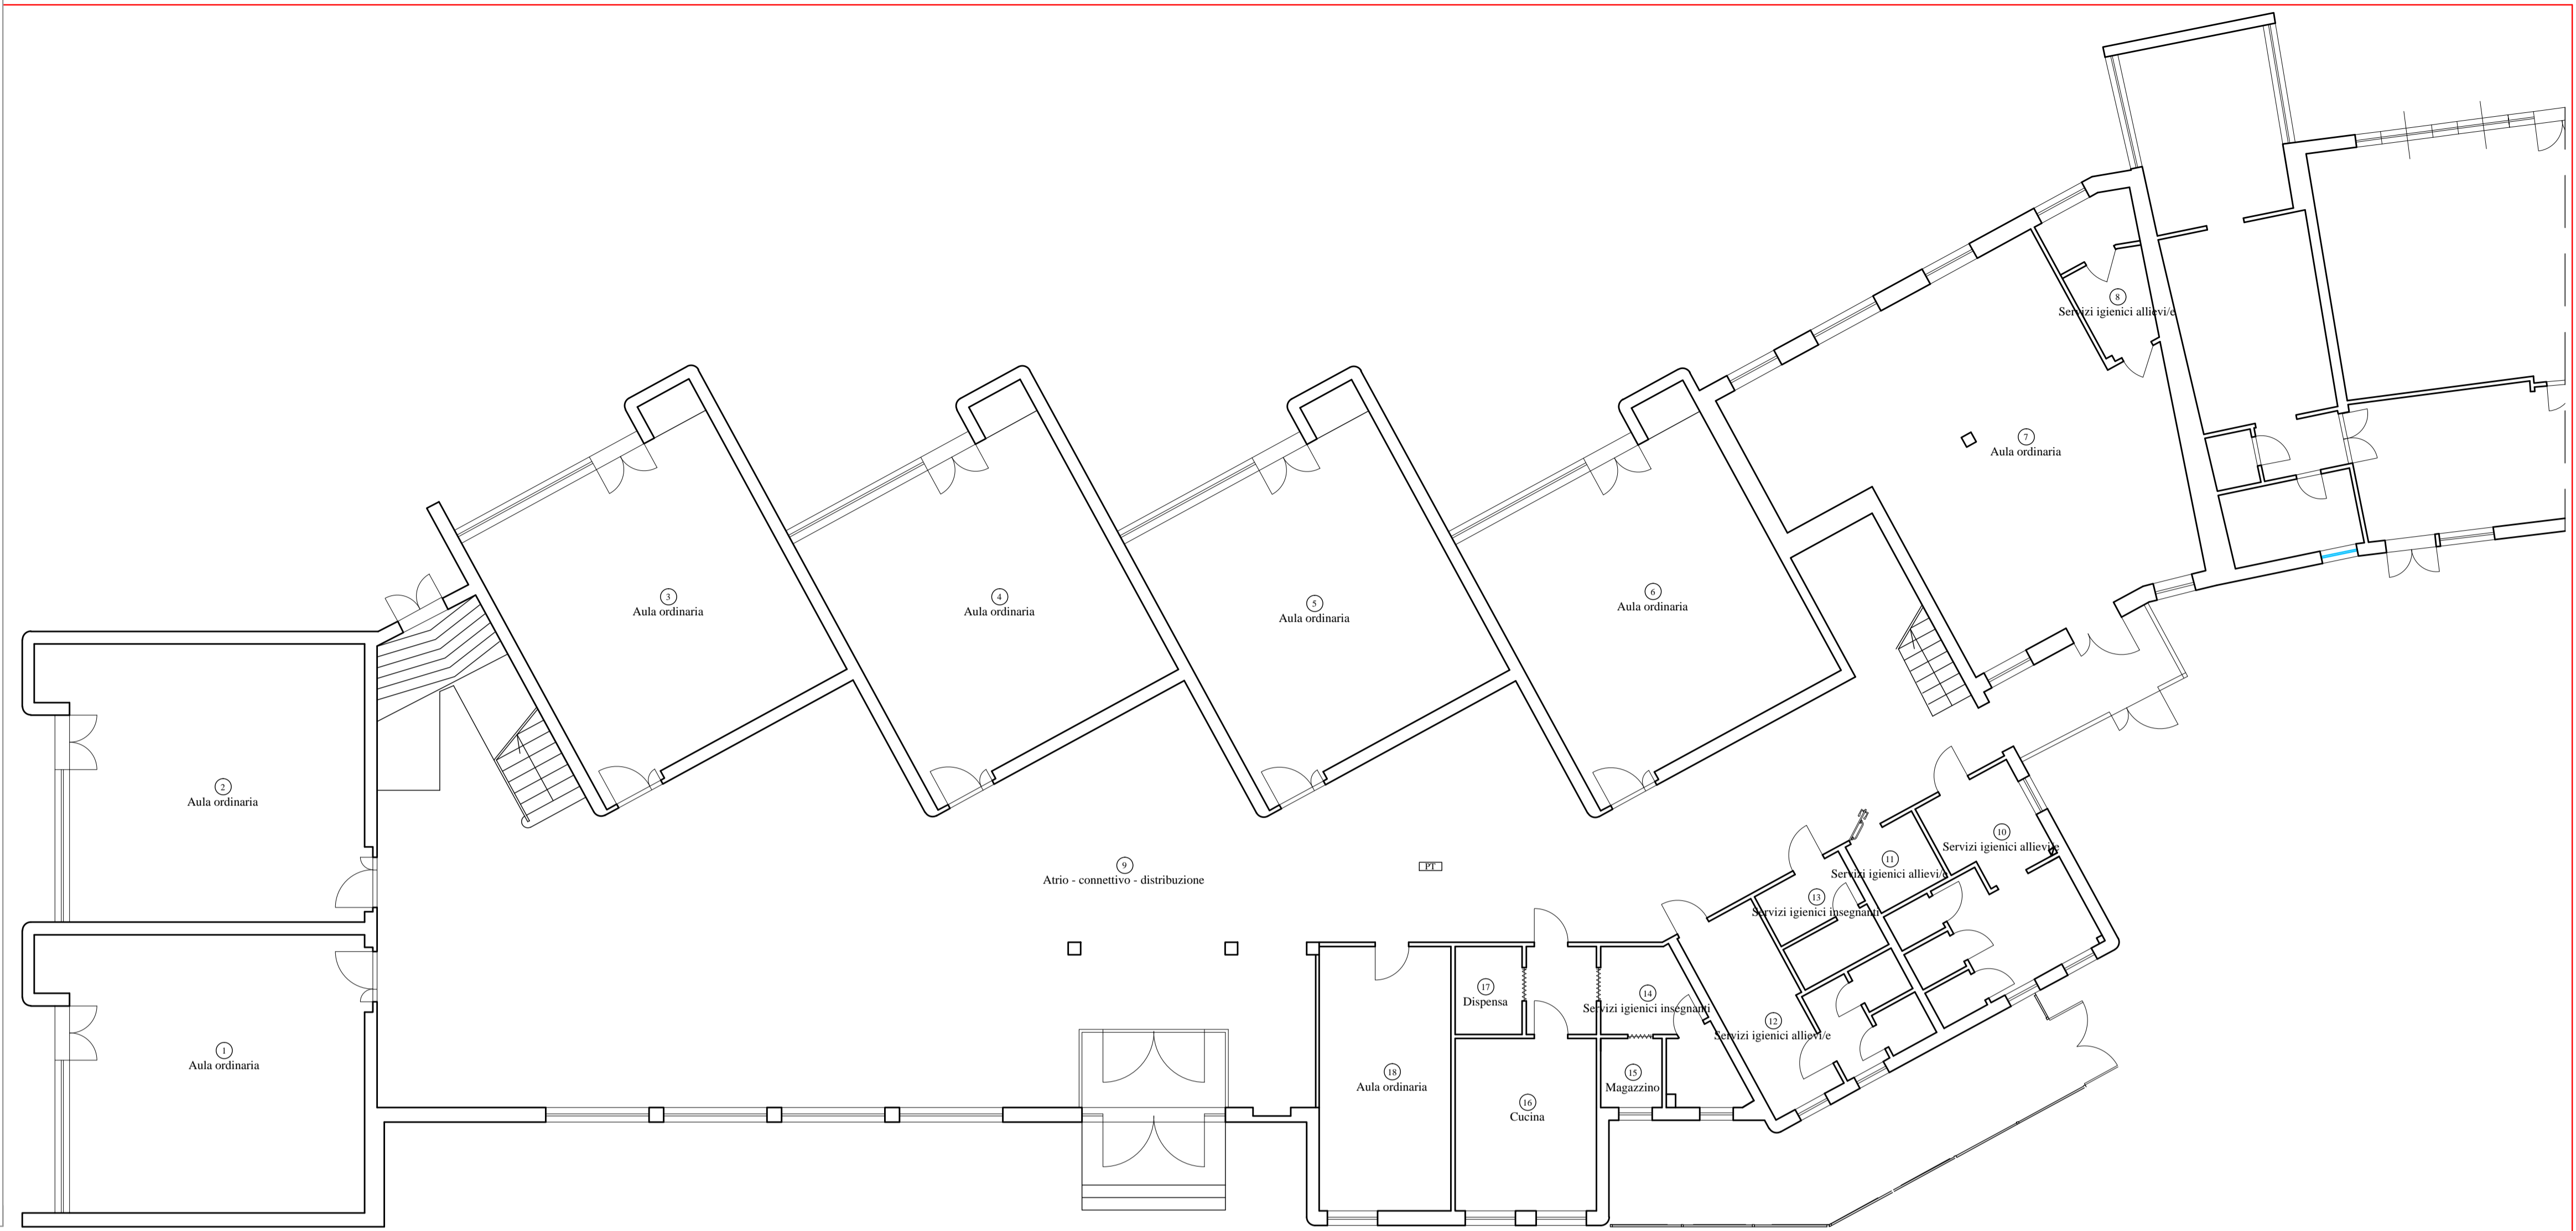 8
Servizi igienici allievi/e
7
Aula ordinaria
3
Aula ordinaria
4
Aula ordinaria
5
Aula ordinaria
6
Aula ordinaria
2
Aula ordinaria
9
Atrio - connettivo - distribuzione
PT
10
Servizi igienici allievi/e
11
Servizi igienici allievi/e
13
Servizi igienici insegnanti
17
Dispensa
14
Servizi igienici insegnanti
12
Servizi igienici allievi/e
1
Aula ordinaria
18
Aula ordinaria
15
Magazzino
16
Cucina